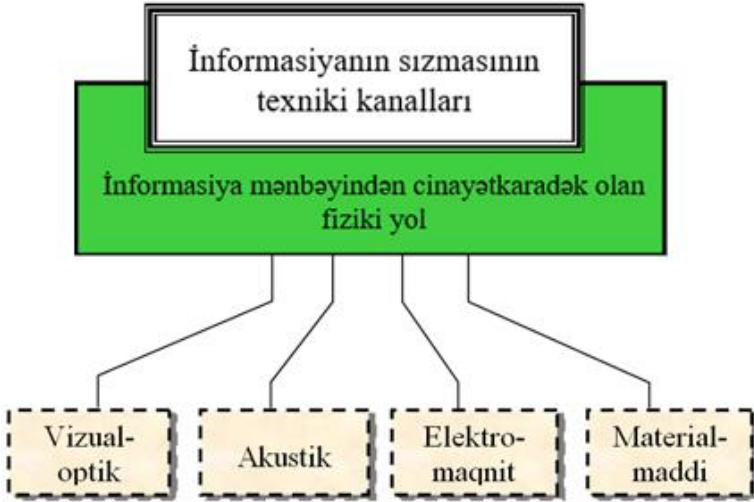 İnformasiyanın sızmasının
texniki kanalları
İnformasiya mənbəyindən cinayətkaradək olan
fiziki yol
Vizual-
optik
Akustik
Elektro-
maqnit
Material-
maddi